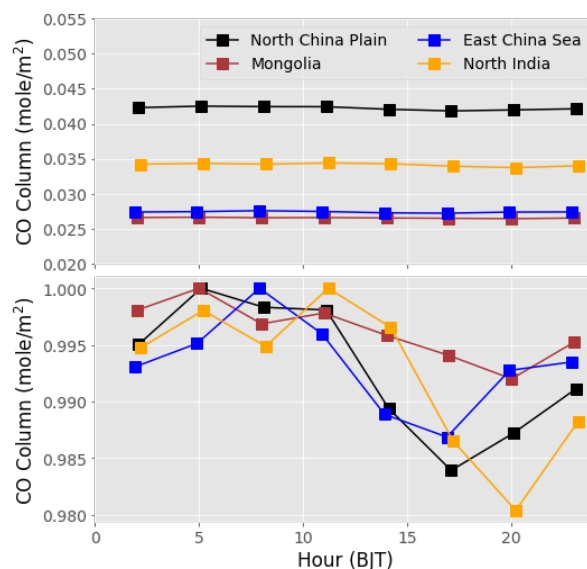 0.055
0.050
0.045
0.040
0.035
0.030
0.025
0.020
CO Column (mole/m²)
North China Plain
East China Sea
Mongolia
North India
1.000
0.995
0.990
0.985
0.980
CO Column (mole/m²)
0
5
10
15
20
Hour (BJT)